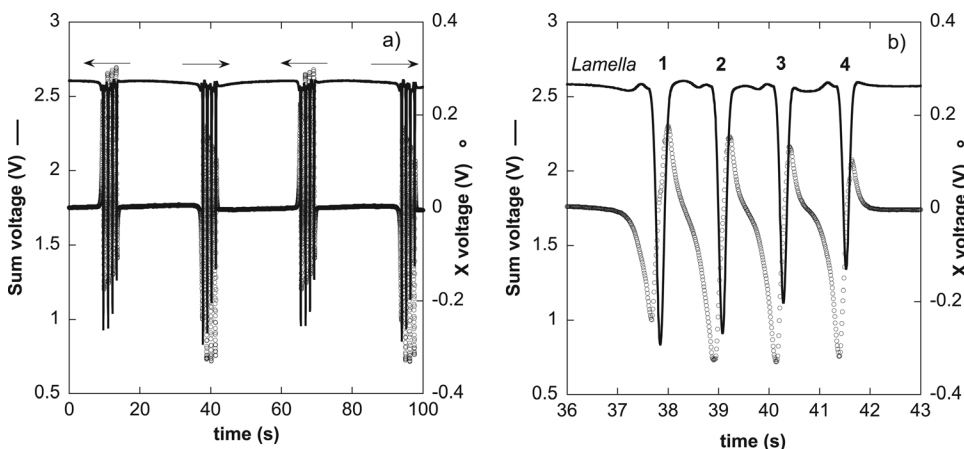 a)
3
2.5
2
1.5
1
0.5
Sum voltage (V)
0.4
0.2
0
-0.2
-0.4
X voltage (V)
0 20 40 60 80 100
time (s)
b)
Lamella 1 2 3 4
3
2.5
2
1.5
1
0.5
Sum voltage (V)
0.4
0.2
0
-0.2
-0.4
X voltage (V)
36 37 38 39 40 41 42 43
time (s)